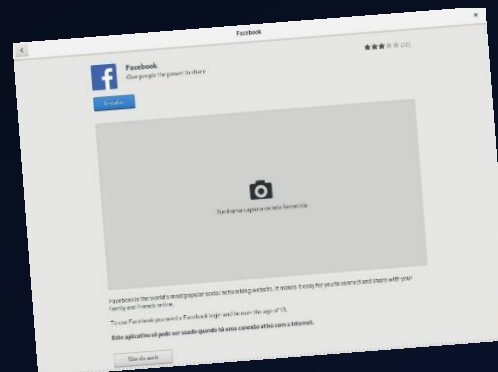 Facebook
Facebook
Give people the power to share
Instalar
Nenhuma captura de tela fornecida
Facebook is the world's most popular social networking website. It makes it easy for you to connect and share with your
family and friends online.
To use Facebook you need a Facebook login and be over the age of 13.
Este aplicativo só pode ser usado quando há uma conexão ativa com a internet.
Site da web